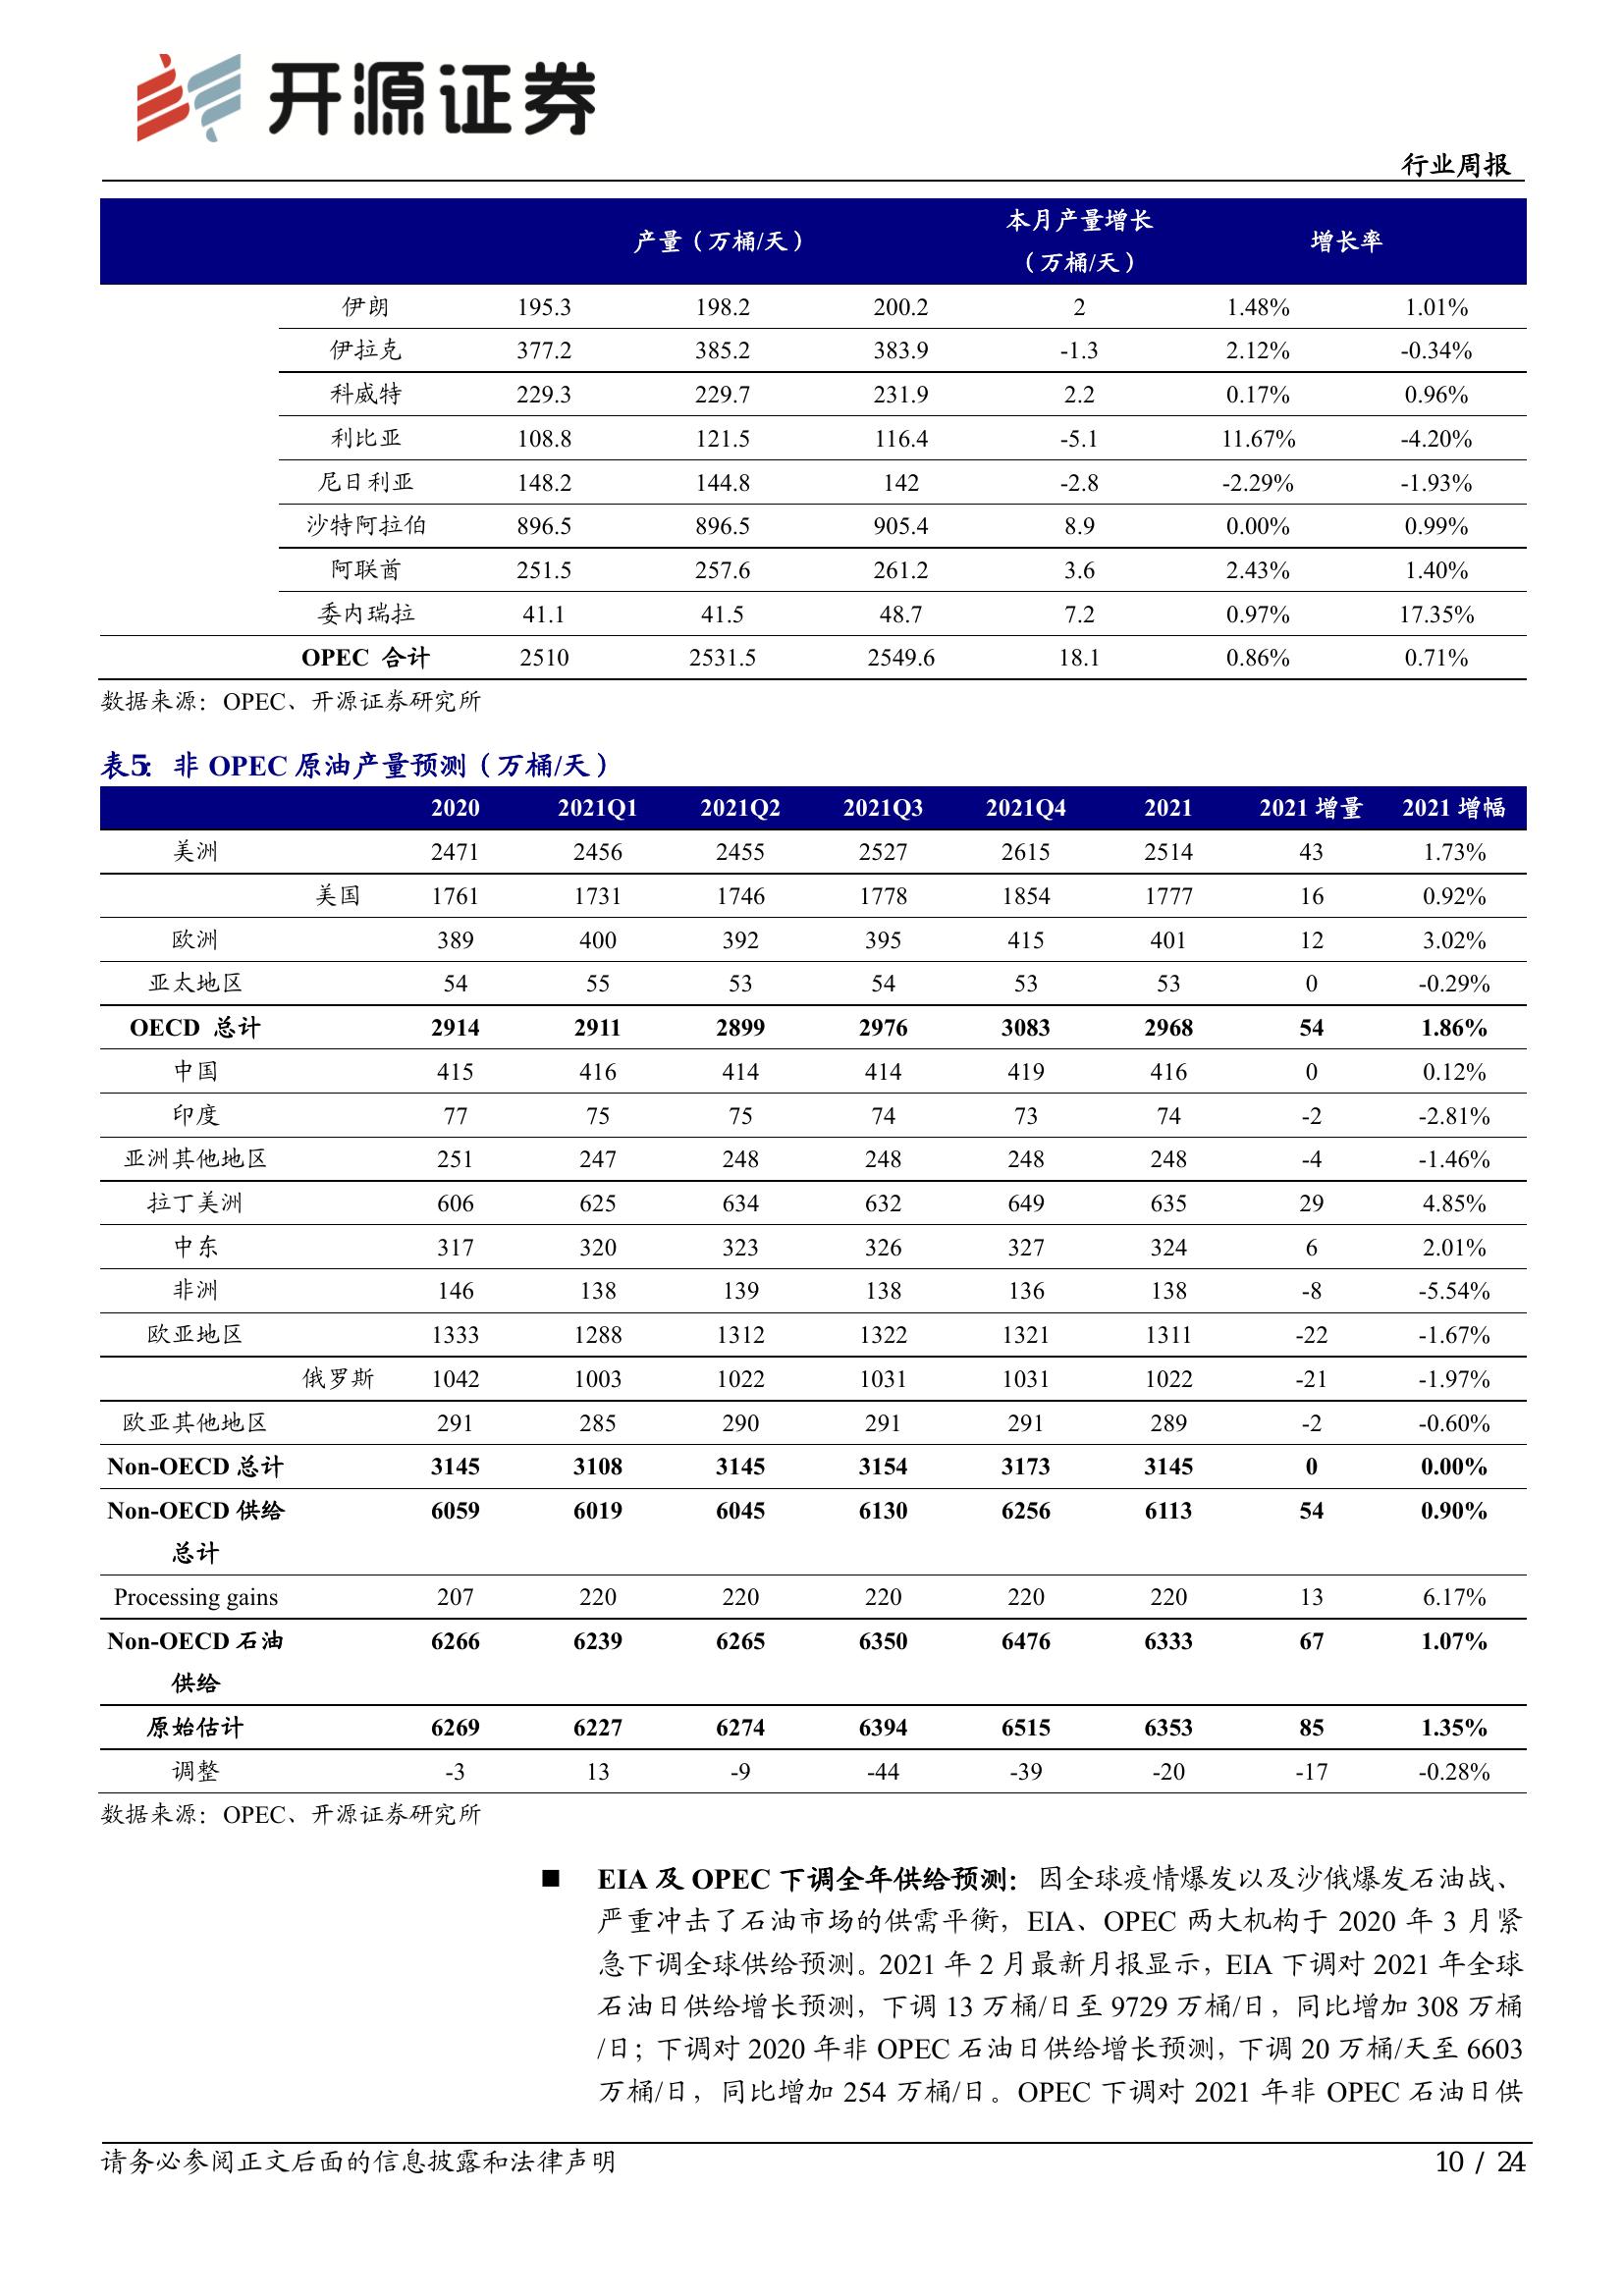 开源证券
行业周报
产量（万桶/天） 本月产量增长（万桶/天） 增长率
伊朗 195.3 198.2 200.2 2 1.48% 1.01%
伊拉克 377.2 385.2 383.9 -1.3 2.12% -0.34%
科威特 229.3 229.7 231.9 2.2 0.17% 0.96%
利比亚 108.8 121.5 116.4 -5.1 11.67% -4.20%
尼日利亚 148.2 144.8 142 -2.8 -2.29% -1.93%
沙特阿拉伯 896.5 896.5 905.4 8.9 0.00% 0.99%
阿联酋 251.5 257.6 261.2 3.6 2.43% 1.40%
委内瑞拉 41.1 41.5 48.7 7.2 0.97% 17.35%
OPEC 合计 2510 2531.5 2549.6 18.1 0.86% 0.71%
数据来源：OPEC、开源证券研究所
表5：非 OPEC 原油产量预测（万桶/天）
2020 2021Q1 2021Q2 2021Q3 2021Q4 2021 2021 增量 2021 增幅
美洲 2471 2456 2455 2527 2615 2514 43 1.73%
美国 1761 1731 1746 1778 1854 1777 16 0.92%
欧洲 389 400 392 395 415 401 12 3.02%
亚太地区 54 55 53 54 53 53 0 -0.29%
OECD 总计 2914 2911 2899 2976 3083 2968 54 1.86%
中国 415 416 414 414 419 416 0 0.12%
印度 77 75 75 74 73 74 -2 -2.81%
亚洲其他地区 251 247 248 248 248 248 -4 -1.46%
拉丁美洲 606 625 634 632 649 635 29 4.85%
中东 317 320 323 326 327 324 6 2.01%
非洲 146 138 139 138 136 138 -8 -5.54%
欧亚地区 1333 1288 1312 1322 1321 1311 -22 -1.67%
俄罗斯 1042 1003 1022 1031 1031 1022 -21 -1.97%
欧亚其他地区 291 285 290 291 291 289 -2 -0.60%
Non-OECD 总计 3145 3108 3145 3154 3173 3145 0 0.00%
Non-OECD 供给 6059 6019 6045 6130 6256 6113 54 0.90%
总计
Processing gains 207 220 220 220 220 220 13 6.17%
Non-OECD 石油 6266 6239 6265 6350 6476 6333 67 1.07%
供给
原始估计 6269 6227 6274 6394 6515 6353 85 1.35%
调整 -3 13 -9 -44 -39 -20 -17 -0.28%
数据来源：OPEC、开源证券研究所
■ EIA 及 OPEC 下调全年供给预测：因全球疫情爆发以及沙俄爆发石油战、
严重冲击了石油市场的供需平衡，EIA、OPEC 两大机构于 2020 年 3 月紧
急下调全球供给预测。2021 年 2 月最新月报显示，EIA 下调对 2021 年全球
石油日供给增长预测，下调 13 万桶/日至 9729 万桶/日，同比增加 308 万桶
/日；下调对 2020 年非 OPEC 石油日供给增长预测，下调 20 万桶/天至 6603
万桶/日，同比增加 254 万桶/日。OPEC 下调对 2021 年非 OPEC 石油日供
请务必参阅正文后面的信息披露和法律声明
10 / 24